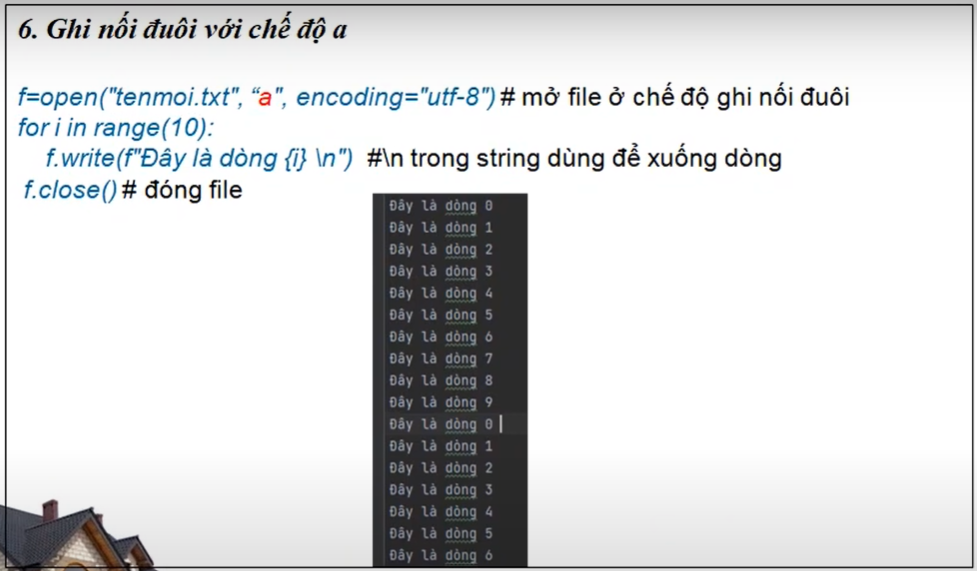 6. Ghi nối đuôi với chế độ a
f=open("tenmoi.txt", “a", encoding="utf-8") # mở file ở chế độ ghi nối đuôi
for i in range(10):
f.write(f"Đây là dòng {i} \n") #\n trong string dùng để xuống dòng
f.close() # đóng file
Đây là dòng 0
Đây là dòng 1
Đây là dòng 2
Đây là dòng 3
Đây là dòng 4
Đây là dòng 5
Đây là dòng 6
Đây là dòng 7
Đây là dòng 8
Đây là dòng 9
Đây là dòng 0
Đây là dòng 1
Đây là dòng 2
Đây là dòng 3
Đây là dòng 4
Đây là dòng 5
Đây là dòng 6